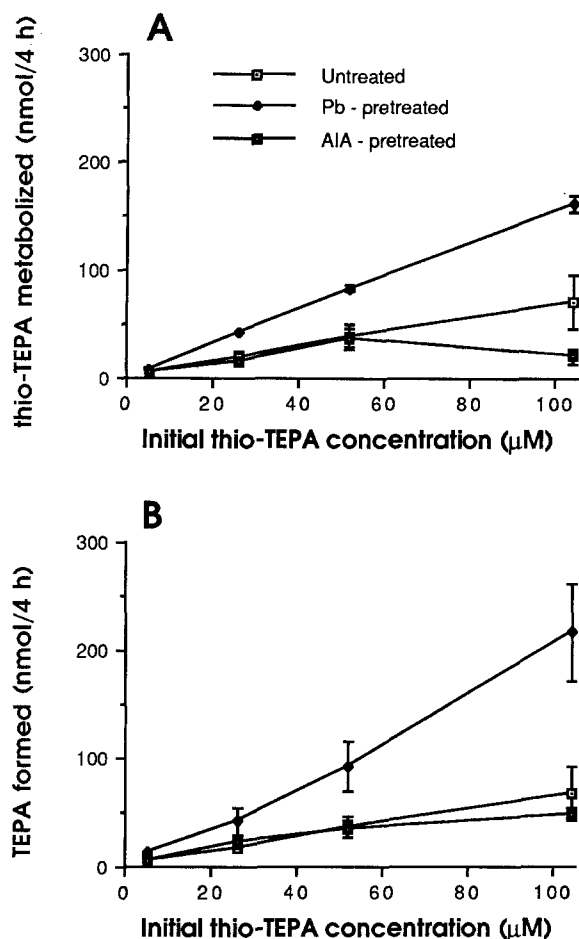 A
thio-TEPA metabolized (nmol/4 h)
300
200
100
0
Untreated
Pb - pretreated
AIA - pretreated
0 20 40 60 80 100
Initial thio-TEPA concentration (μM)
B
TEPA formed (nmol/4 h)
300
200
100
0
0 20 40 60 80 100
Initial thio-TEPA concentration (μM)